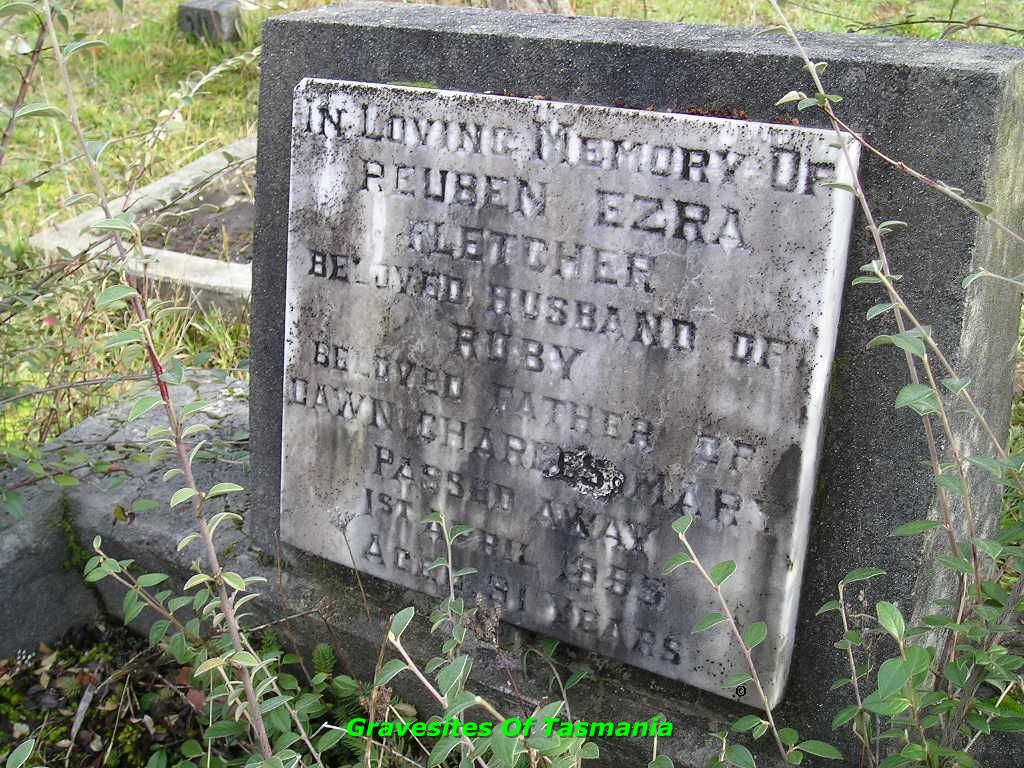 IN LOVING MEMORY OF
REUBEN EZRA
FLETCHER
BELOVED HUSBAND OF
RUBY
BELOVED FATHER OF
DAWN CHARLES MARY
PASSED AWAY
1ST APRIL
AGED YEARS
©
Gravesites Of Tasmania